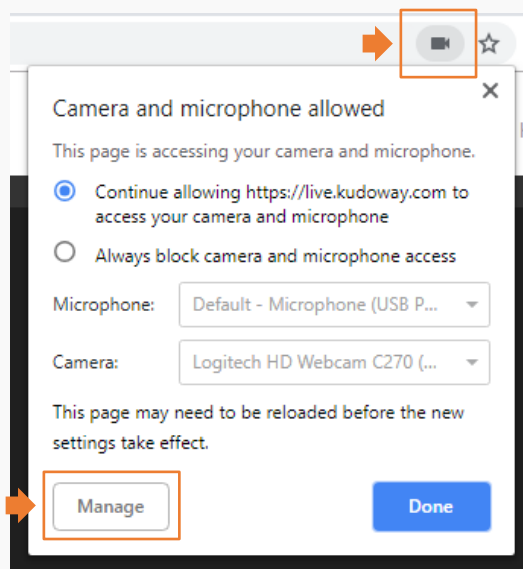 Camera and microphone allowed
This page is accessing your camera and microphone.
Continue allowing https://live.kudoway.com to
access your camera and microphone
Always block camera and microphone access
Microphone: Default - Microphone (USB P...
Camera: Logitech HD Webcam C270 (...
This page may need to be reloaded before the new
settings take effect.
Manage Done